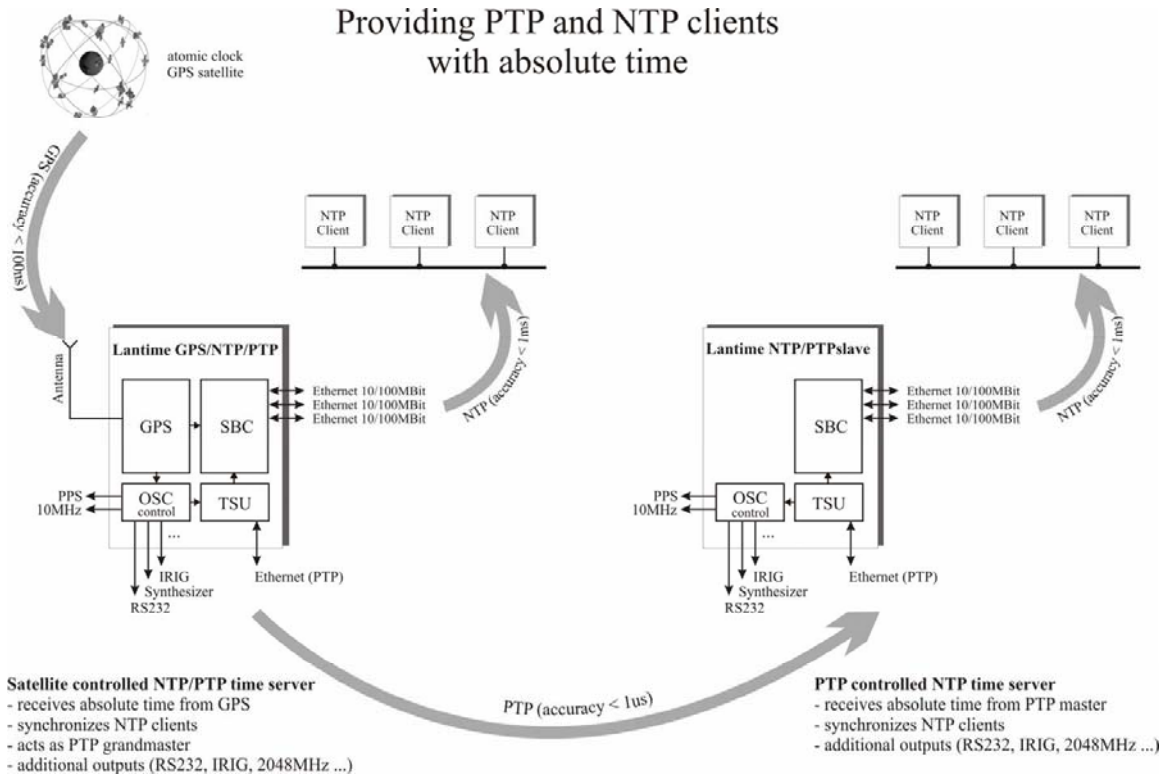 Providing PTP and NTP clients
with absolute time
atomic clock
GPS satellite
GPS (accuracy < 100ns)
NTP
Client
NTP
Client
NTP
Client
NTP
Client
NTP
Client
NTP
Client
Antenna
Lantime GPS/NTP/PTP
GPS
SBC
Ethernet 10/100MBit
Ethernet 10/100MBit
Ethernet 10/100MBit
NTP (accuracy < 1ms)
PPS
10MHz
OSC
control
TSU
...
IRIG
Synthesizer
RS232
Ethernet (PTP)
Lantime NTP/PTPslave
SBC
Ethernet 10/100MBit
Ethernet 10/100MBit
Ethernet 10/100MBit
NTP (accuracy < 1ms)
PPS
10MHz
OSC
control
TSU
...
IRIG
Synthesizer
RS232
Ethernet (PTP)
PTP (accuracy < 1us)
Satellite controlled NTP/PTP time server
- receives absolute time from GPS
- synchronizes NTP clients
- acts as PTP grandmaster
- additional outputs (RS232, IRIG, 2048MHz ...)
PTP controlled NTP time server
- receives absolute time from PTP master
- synchronizes NTP clients
- additional outputs (RS232, IRIG, 2048MHz ...)